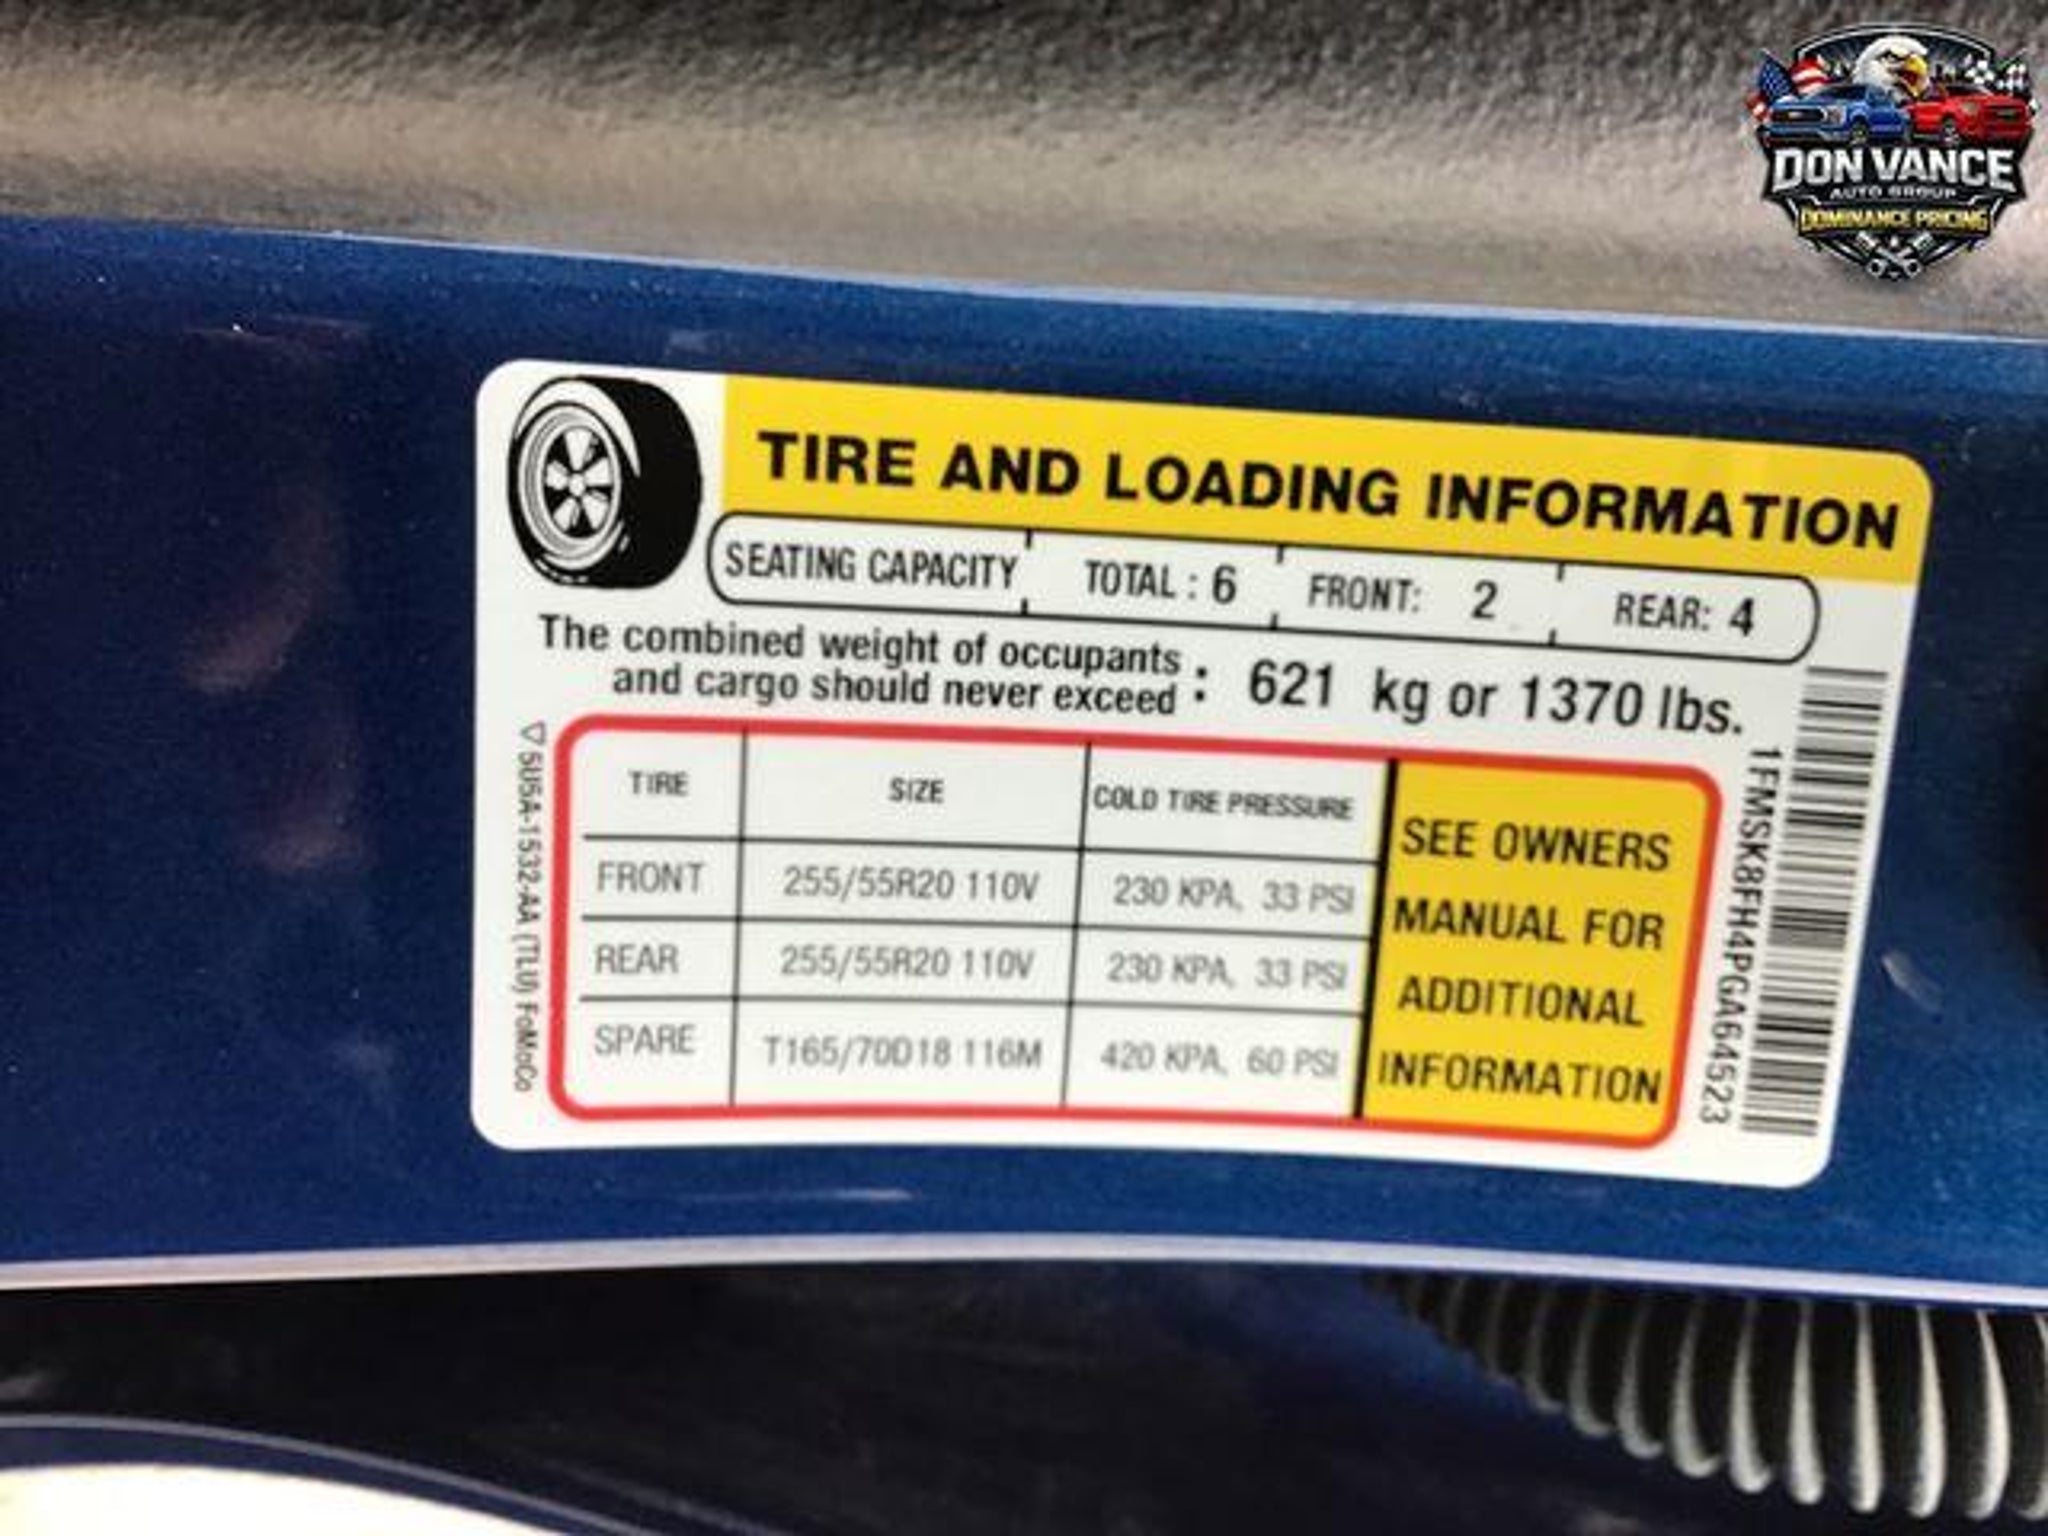 DON VANCE
AUTO GROUP
DOMINANCE PRICING
TIRE AND LOADING INFORMATION
SEATING CAPACITY TOTAL : 6 FRONT: 2 REAR: 4
The combined weight of occupants
and cargo should never exceed : 621 kg or 1370 lbs.
TIRE SIZE COLD TIRE PRESSURE
FRONT 255/55R20 110V 230 KPA, 33 PSI
REAR 255/55R20 110V 230 KPA, 33 PSI
SPARE T165/70D18 116M 420 KPA, 60 PSI
SEE OWNERS
MANUAL FOR
ADDITIONAL
INFORMATION
5U5A-1532-AA (TLU) FoMoCo
1FMSK8FH4PGA64523